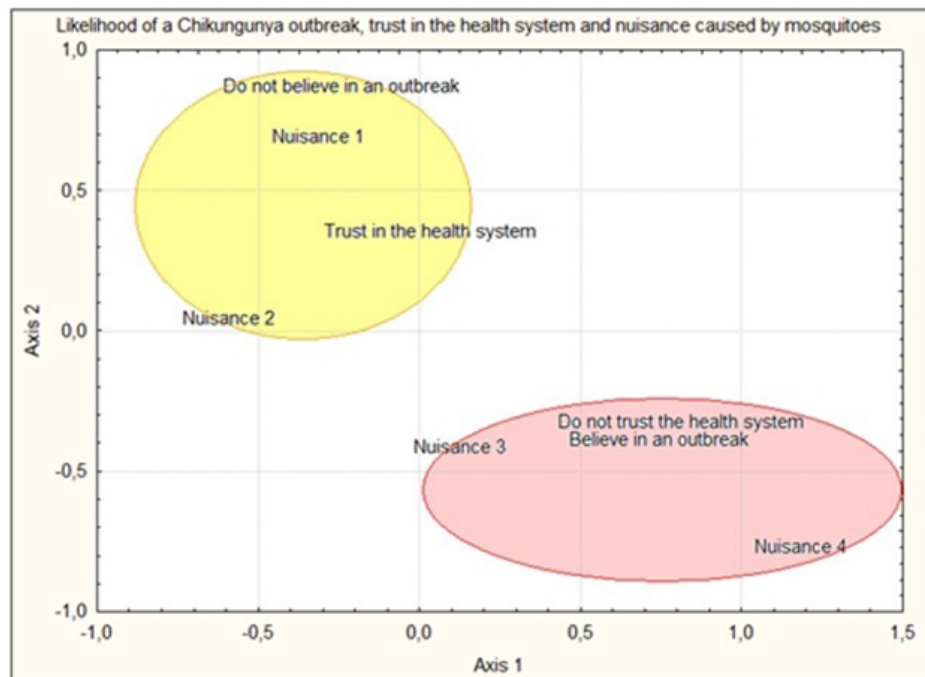 Likelihood of a Chikungunya outbreak, trust in the health system and nuisance caused by mosquitoes
1,0
Do not believe in an outbreak
Nuisance 1
0,5
Trust in the health system
Nuisance 2
0,0
Axis 2
Do not trust the health system
Believe in an outbreak
Nuisance 3
-0,5
Nuisance 4
-1,0
-1,0 -0,5 0,0 0,5 1,0 1,5
Axis 1